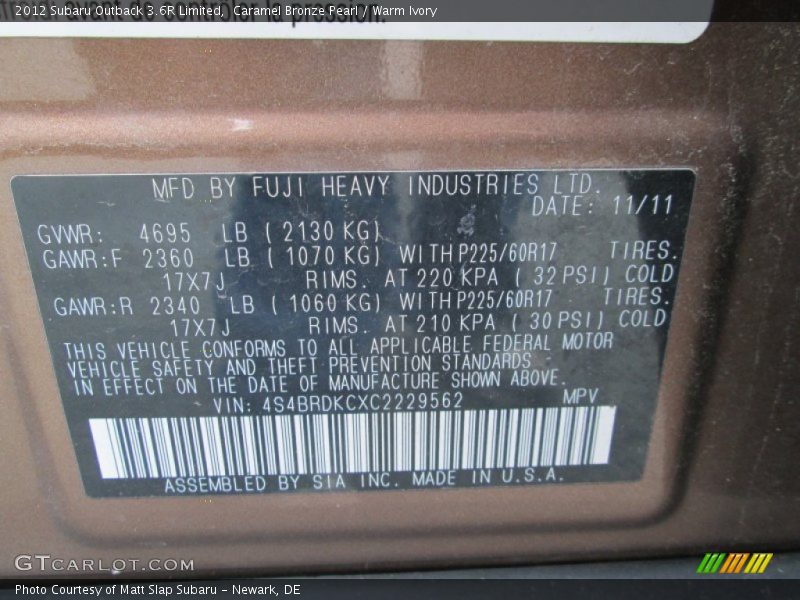 2012 Subaru Outback 3.6R Limited, Caramel Bronze Pearl / Warm Ivory
avant de controler la pression.
MFD BY FUJI HEAVY INDUSTRIES LTD.
DATE: 11/11
GVWR: 4695 LB ( 2130 KG)
GAWR:F 2360 LB ( 1070 KG) WITH P225/60R17 TIRES.
17X7J RIMS. AT 220 KPA ( 32 PSI) COLD
GAWR:R 2340 LB ( 1060 KG) WITH P225/60R17 TIRES.
17X7J RIMS. AT 210 KPA ( 30 PSI) COLD
THIS VEHICLE CONFORMS TO ALL APPLICABLE FEDERAL MOTOR
VEHICLE SAFETY AND THEFT PREVENTION STANDARDS
IN EFFECT ON THE DATE OF MANUFACTURE SHOWN ABOVE.
VIN: 4S4BRDKCXC2229562 MPV
ASSEMBLED BY SIA INC. MADE IN U.S.A.
GTCARLOT.COM
Photo Courtesy of Matt Slap Subaru - Newark, DE